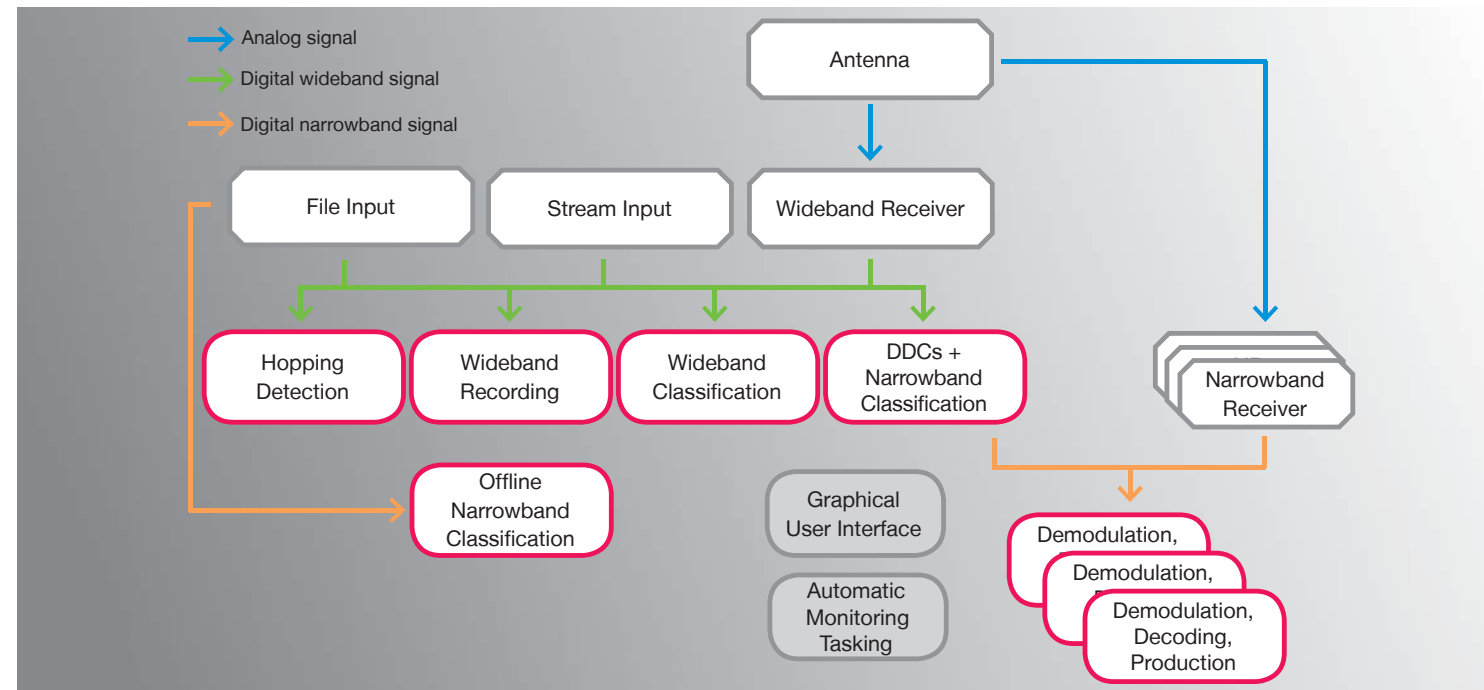 Analog signal
Digital wideband signal
Digital narrowband signal
Antenna
File Input
Stream Input
Wideband Receiver
Hopping
Detection
Wideband
Recording
Wideband
Classification
DDCs +
Narrowband
Classification
Narrowband
Receiver
Offline
Narrowband
Classification
Graphical
User Interface
Automatic
Monitoring
Tasking
Demodulation,
Demodulation,
Demodulation,
Decoding,
Production